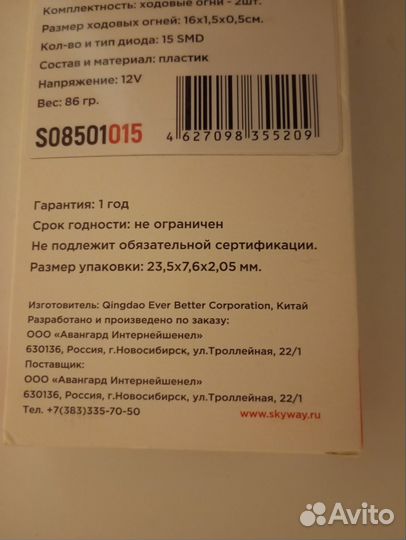 Комплектность: ходовые огни - 2шт.
Размер ходовых огней: 16x1,5x0,5см.
Кол-во и тип диода: 15 SMD
Состав и материал: пластик
Напряжение: 12V
Вес: 86 гр.
S08501015
4 627098 355209
Гарантия: 1 год
Срок годности: не ограничен
Не подлежит обязательной сертификации.
Размер упаковки: 23,5x7,6x2,05 мм.
Изготовитель: Qingdao Ever Better Corporation, Китай
Разработано и произведено по заказу:
ООО «Авангард Интернейшенел»
630136, Россия, г.Новосибирск, ул.Троллейная, 22/1
Поставщик:
ООО «Авангард Интернейшенел»
630136, Россия, г.Новосибирск, ул.Троллейная, 22/1
Тел. +7(383)335-70-50
www.skyway.ru
Avito